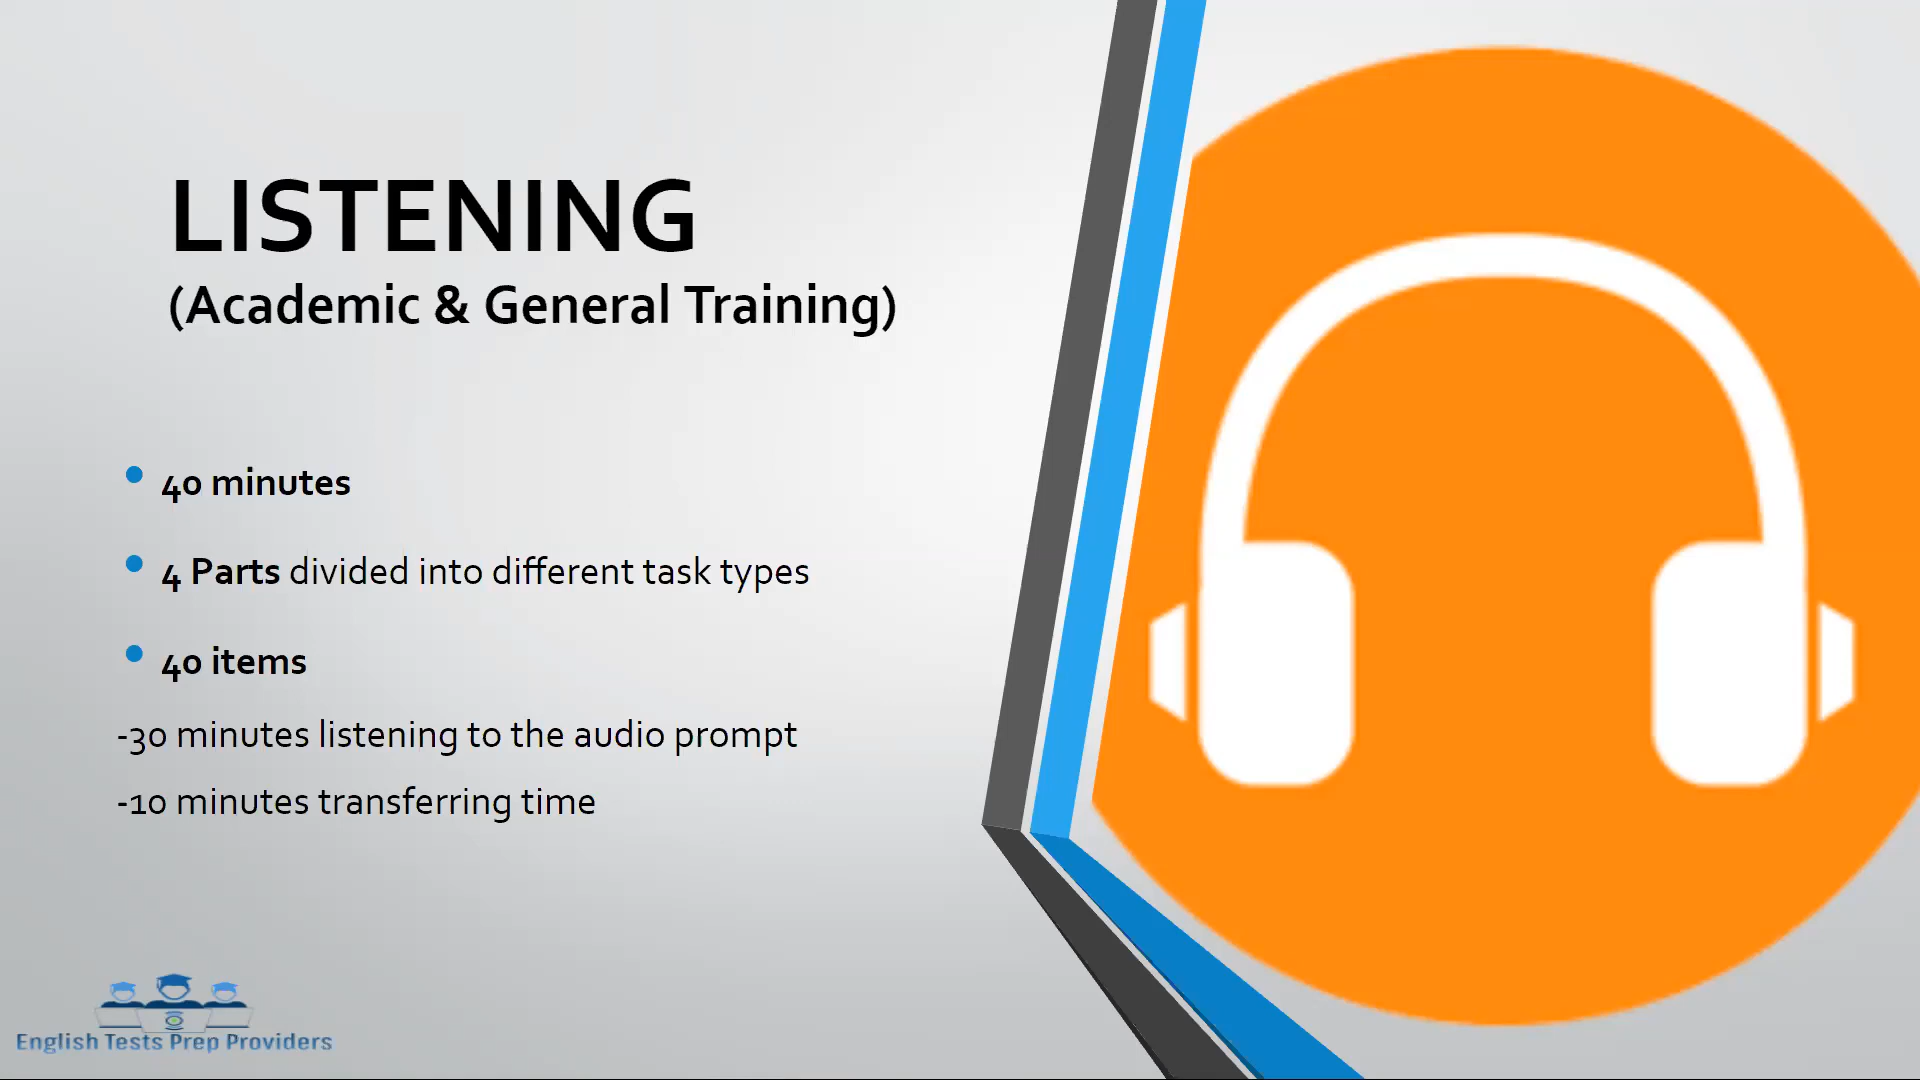 LISTENING
(Academic & General Training)
• 40 minutes
• 4 Parts divided into different task types
• 40 items
-30 minutes listening to the audio prompt
-10 minutes transferring time
English Tests Prep Providers